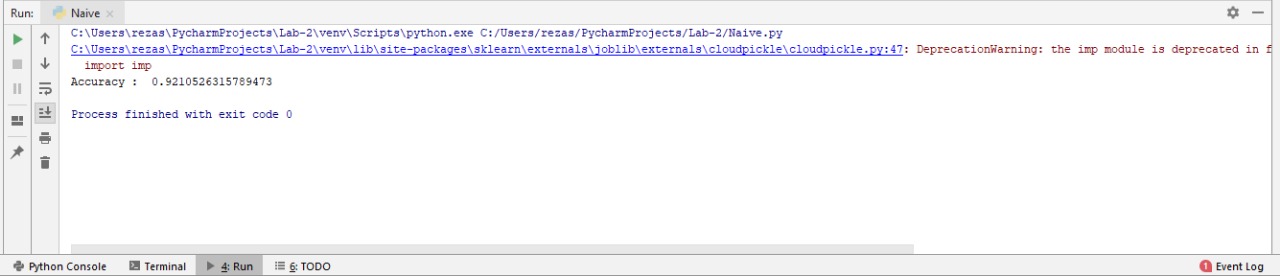 Run: Naive
C:\Users\rezas\PycharmProjects\Lab-2\venv\Scripts\python.exe C:/Users/rezas/PycharmProjects/Lab-2/Naive.py
C:\Users\rezas\PycharmProjects\Lab-2\venv\lib\site-packages\sklearn\externals\joblib\externals\cloudpickle\cloudpickle.py:47: DeprecationWarning: the imp module is deprecated in f
import imp
Accuracy :  0.9210526315789473
Process finished with exit code 0
Python Console Terminal 4: Run 6: TODO 1 Event Log